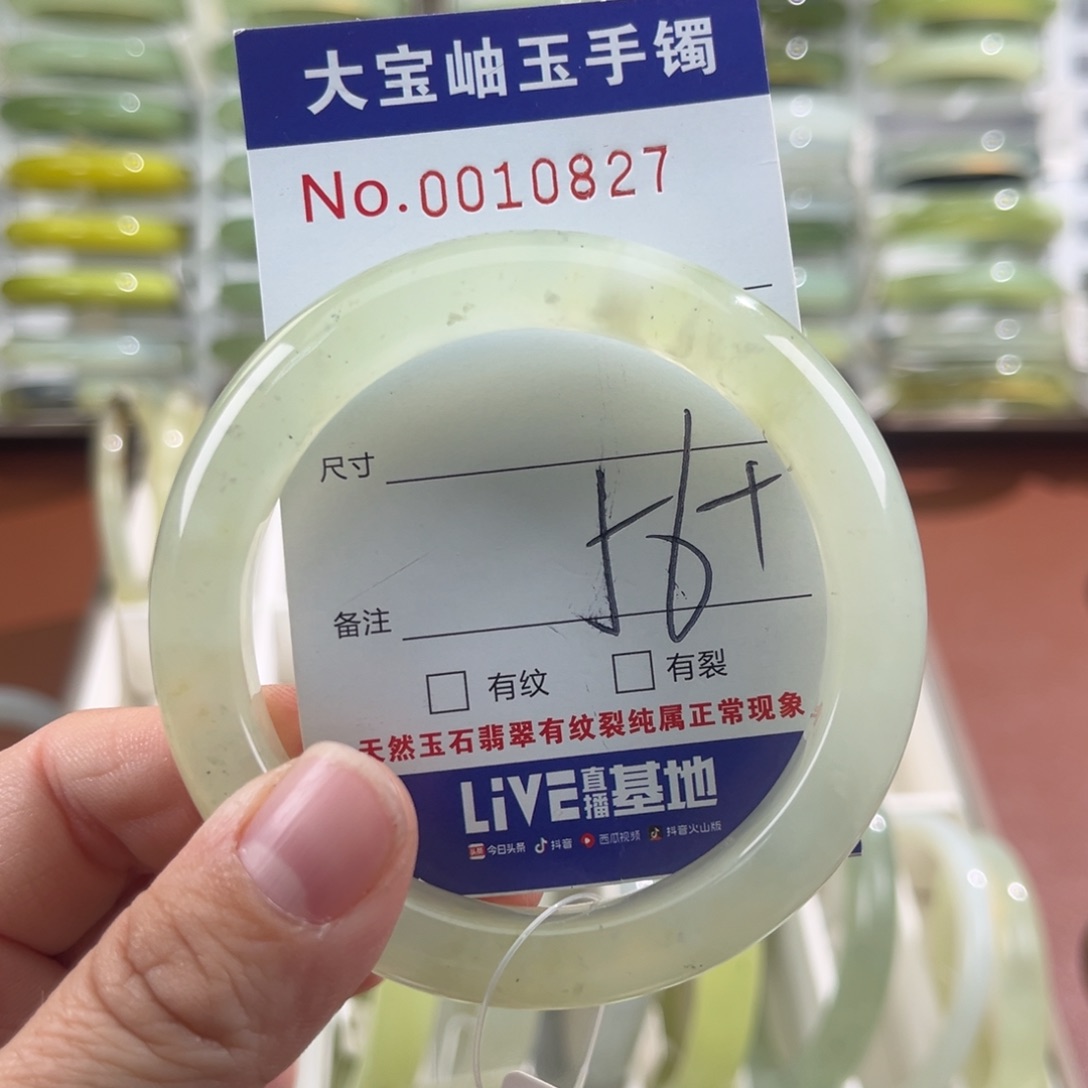 大宝岫玉手镯
No.0010827
尺寸
56+
备注
□ 有纹 □ 有裂
天然玉石翡翠有纹裂纯属正常现象
LiVE直播基地
头条 今日头条 抖音 西瓜视频 抖音火山版